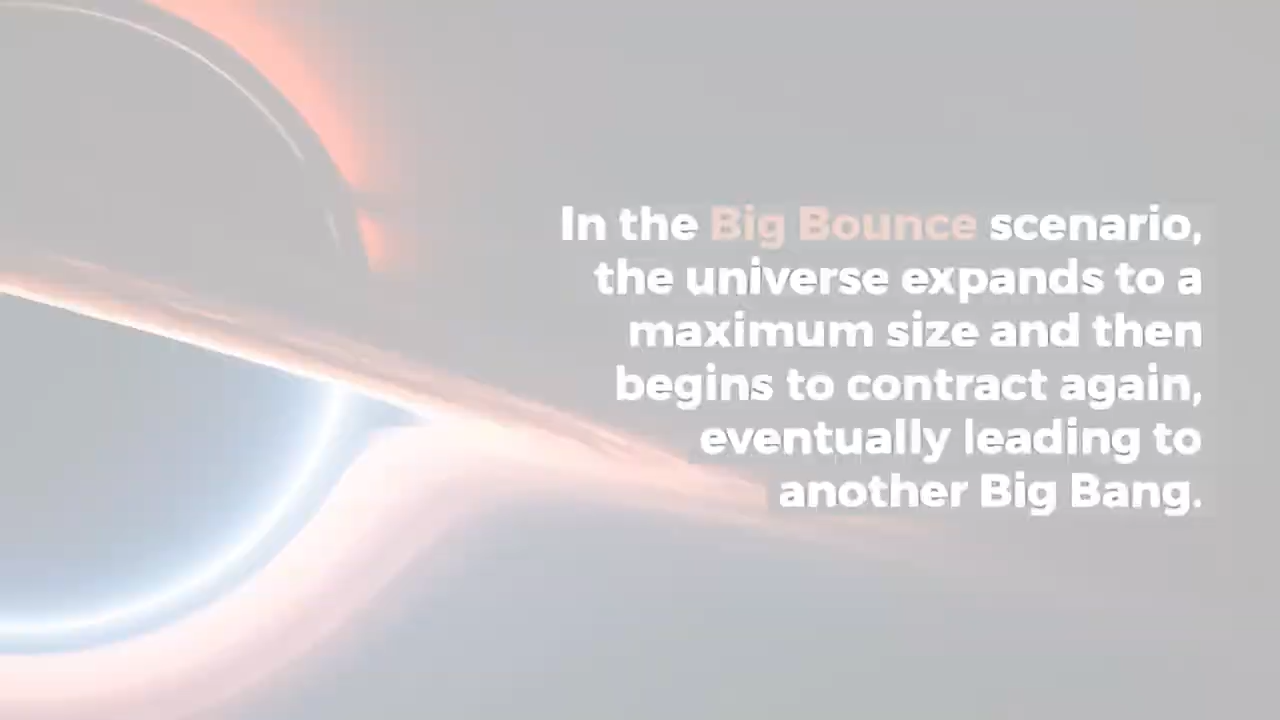 In the Big Bounce scenario,
the universe expands to a
maximum size and then
begins to contract again,
eventually leading to
another Big Bang.